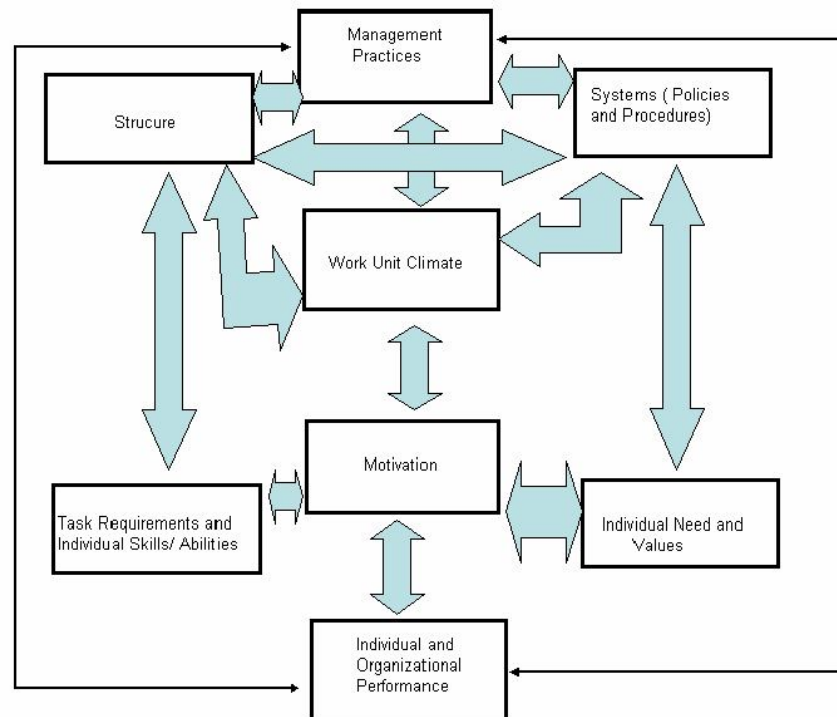 Management
Practices
Systems ( Policies
and Procedures)
Strucure
Work Unit Climate
Motivation
Task Requirements and
Individual Skills/ Abilities
Individual Need and
Values
Individual and
Organizational
Performance